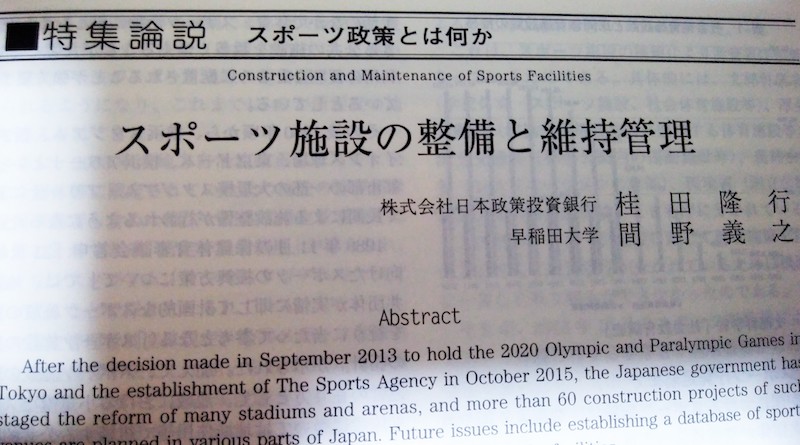 ■特集論説 スポーツ政策とは何か
Construction and Maintenance of Sports Facilities
スポーツ施設の整備と維持管理
株式会社日本政策投資銀行 桂田隆行
早稲田大学 間野義之
Abstract
After the decision made in September 2013 to hold the 2020 Olympic and Paralympic Games in
Tokyo and the establishment of The Sports Agency in October 2015, the Japanese government has
staged the reform of many stadiums and arenas, and more than 60 construction projects of such
venues are planned in various parts of Japan. Future issues include establishing a database of sport